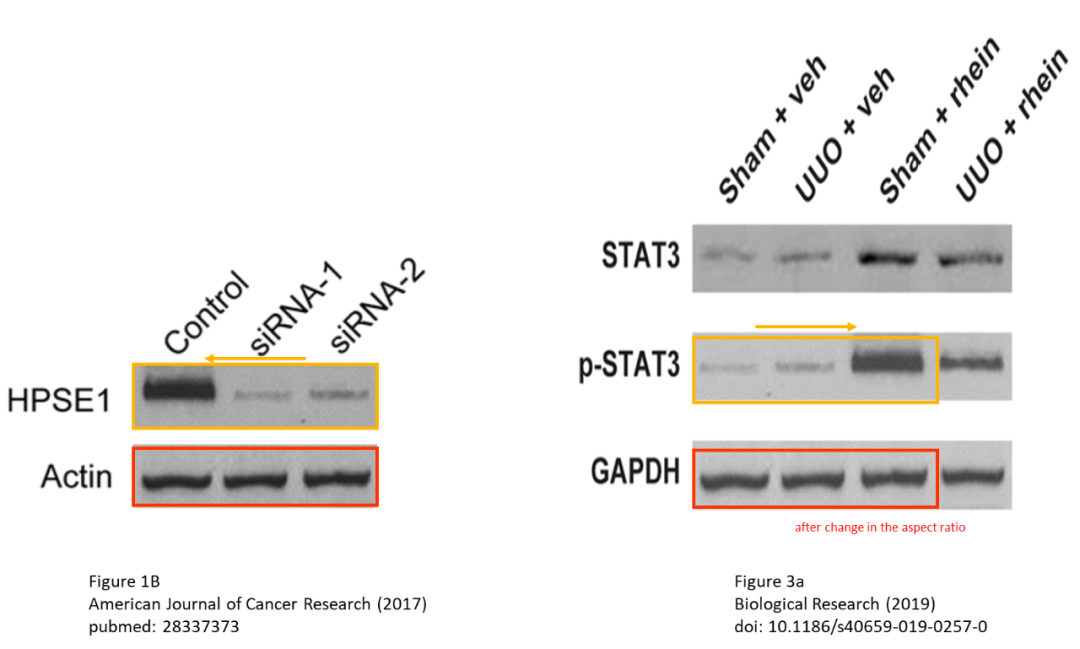 Control
siRNA-1
siRNA-2
HPSE1
Actin
Figure 1B
American Journal of Cancer Research (2017)
pubmed: 28337373
Sham + veh
UUO + veh
Sham + rhein
UUO + rhein
STAT3
p-STAT3
GAPDH
after change in the aspect ratio
Figure 3a
Biological Research (2019)
doi: 10.1186/s40659-019-0257-0